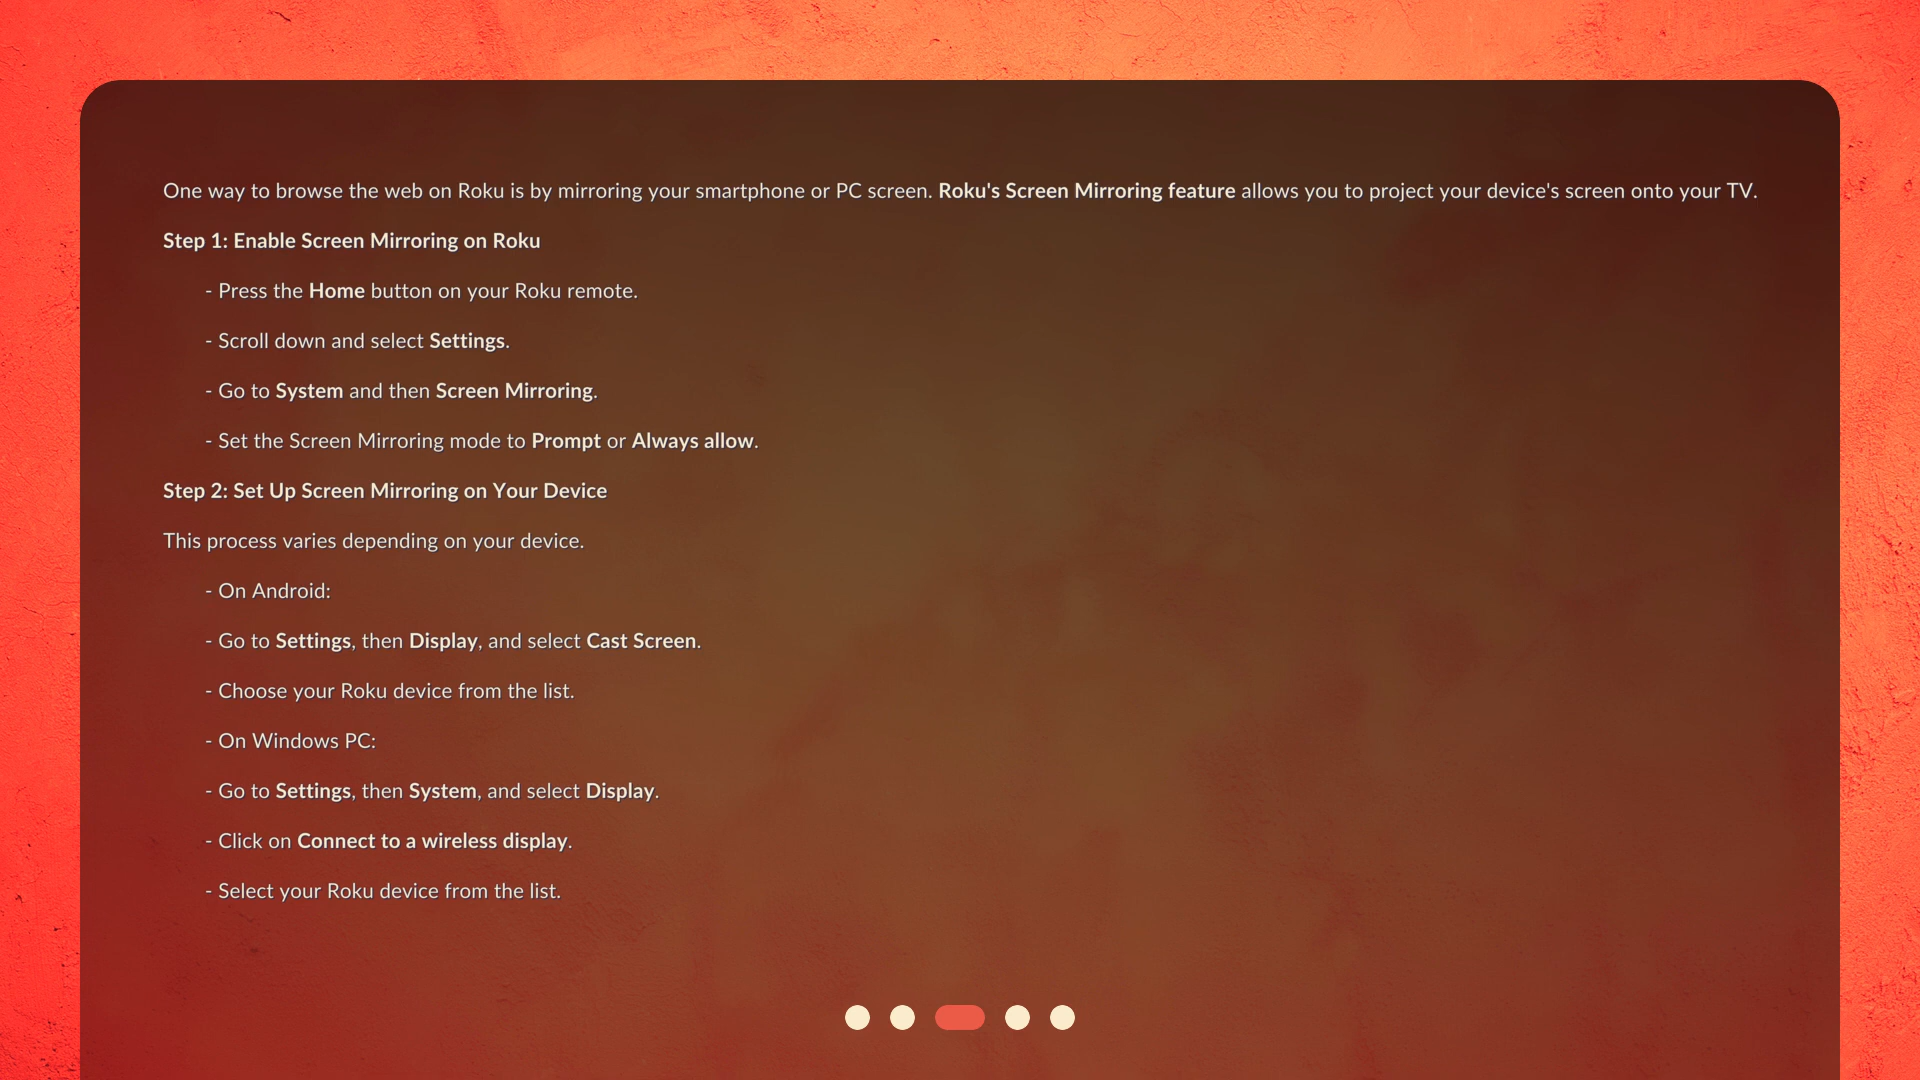 One way to browse the web on Roku is by mirroring your smartphone or PC screen. Roku's Screen Mirroring feature allows you to project your device's screen onto your TV.
Step 1: Enable Screen Mirroring on Roku
- Press the Home button on your Roku remote.
- Scroll down and select Settings.
- Go to System and then Screen Mirroring.
- Set the Screen Mirroring mode to Prompt or Always allow.
Step 2: Set Up Screen Mirroring on Your Device
This process varies depending on your device.
- On Android:
- Go to Settings, then Display, and select Cast Screen.
- Choose your Roku device from the list.
- On Windows PC:
- Go to Settings, then System, and select Display.
- Click on Connect to a wireless display.
- Select your Roku device from the list.